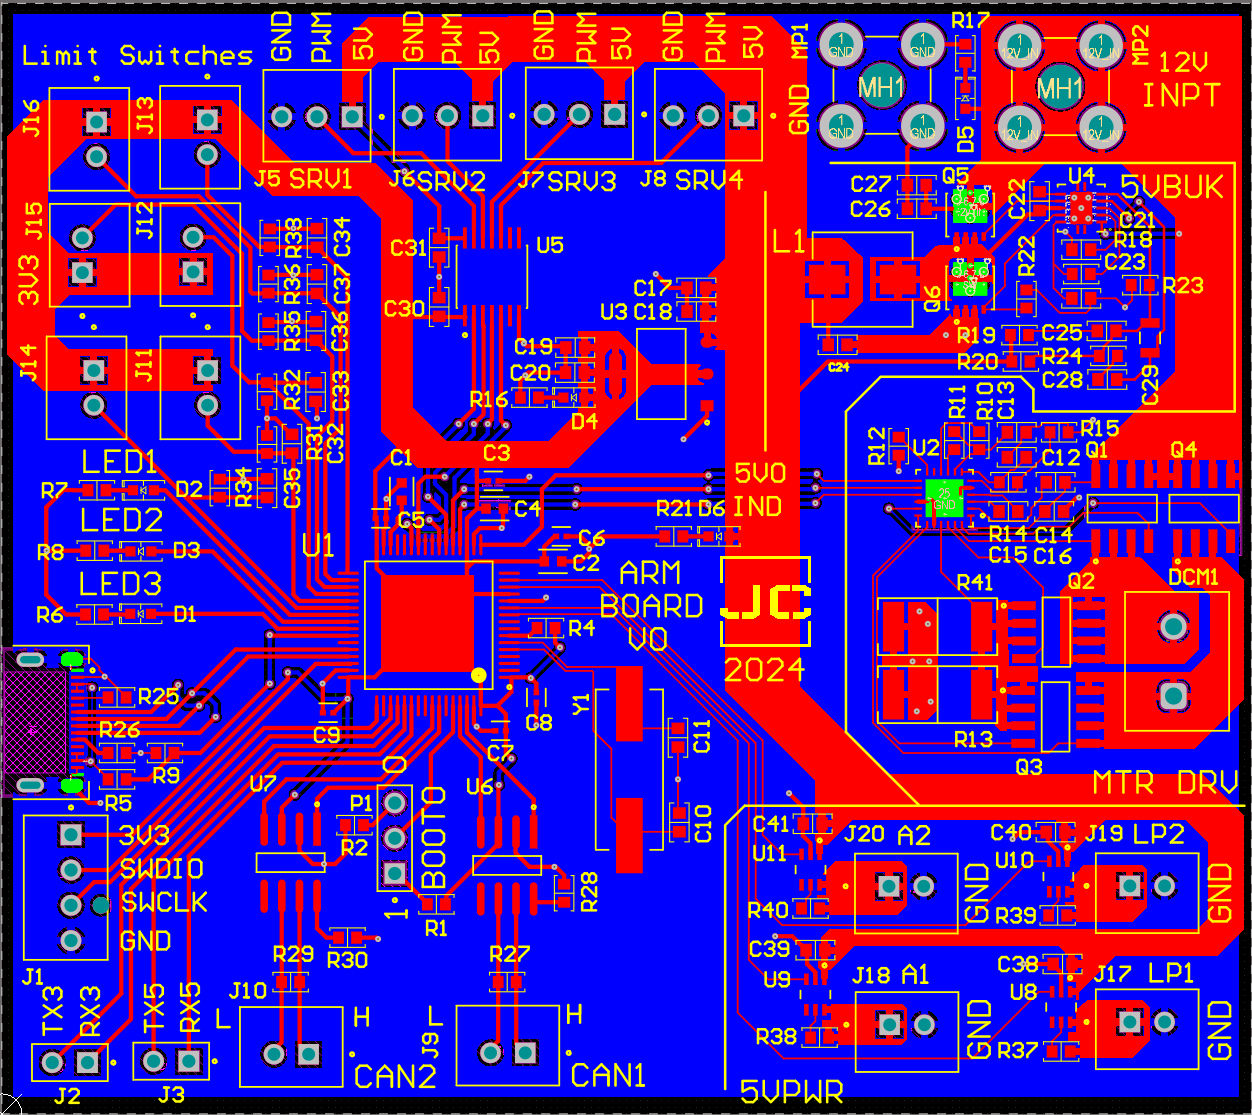 GND PWM 5V GND PWM 5V GND PWM 5V GND PWM 5V
MP1 R17 MP2
Limit Switches
1 GND 1 GND 1 12V_IN 1 12V_IN
12V
INPT
MH1 MH1
GND
1 GND 1 GND 1 12V_IN 1 12V_IN
D5
J16 J13
J5 SRV1 J6 SRV2 J7 SRV3 J8 SRV4
C27 Q5 C22 U4 5VBUK
C26
C21
J15 J12
3V3
R38 C34
C31 U5
L1
R22 R18
C23
R36 C37
C30
C17
C18 U3
Q6 R23
R35 C36
C19
C20
C24
R19 C25
R20 R24
C28 C29
J14 J11
R32 C33
R16 D4
R11 R10 C13
R15
R12 U2 C12 Q1 Q4
R31 C32
LED1
C1 C3
R7 D2
R34 C35
5V0
IND
C5 C4
25
GND
LED2
R21 D6
R14 C14
C15 C16
U1
C6
R8 D3
C2
LED3
ARM
BOARD
V0
JC
2024
R41 Q2 DCM1
R6 D1
R4
R25
R26
R9
R5
C9 C8
C7
Y1
C11
C10
R13 Q3
MTR DRV
U7 P1 0 U6
BOOT0
1
R2
R1
R28
3V3
SWDIO
SWCLK
GND
J1
C41 J20 A2 C40 J19 LP2
U11 U10
GND GND
R40 R39
R29 R30 R27
C39 C38
U9 J18 A1 U8 J17 LP1
TX3 RX3 TX5 RX5
J10 L H J9 L H
GND GND
R38 R37
J2 J3
CAN2 CAN1
5VPWR